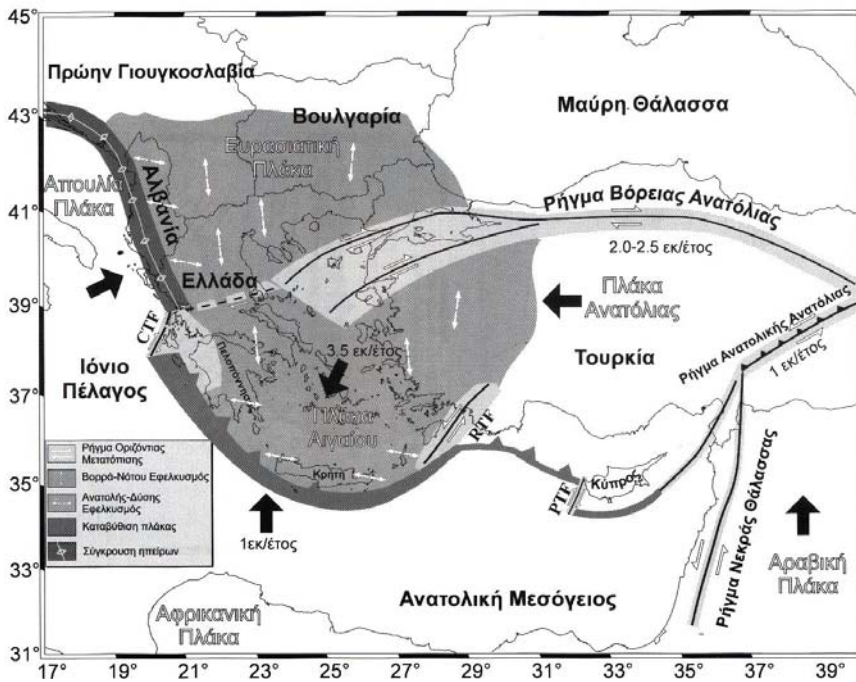 45°
43°
41°
39°
37°
35°
33°
31°
17°
19°
21°
23°
25°
27°
29°
31°
33°
35°
37°
39°
Πρώην Γιουγκοσλαβία
Βουλγαρία
Μαύρη Θάλασσα
Ευρασιατική
Πλάκα
Απουλία
Πλάκα
Αλβανία
Ρήγμα Βόρειας Ανατόλιας
2.0-2.5 εκ/έτος
Ελλάδα
Πλάκα
Ανατόλιας
CTF
Πελοπόννησος
3.5 εκ/έτος
Τουρκία
Ρήγμα Ανατολικής Ανατόλιας
1 εκ/έτος
Ιόνιο
Πέλαγος
Πλάκα
Αιγαίου
RTF
Κρήτη
Κύπρος
PTF
1εκ/έτος
Ρήγμα Νεκράς Θάλασσας
Αραβική
Πλάκα
Ανατολική Μεσόγειος
Αφρικανική
Πλάκα
Ρήγμα Οριζόντιας
Μετατόπισης
Βορρά-Νότου Εφελκυσμός
Ανατολής-Δύσης
Εφελκυσμός
Καταβύθιση πλάκας
Σύγκρουση ηπείρων